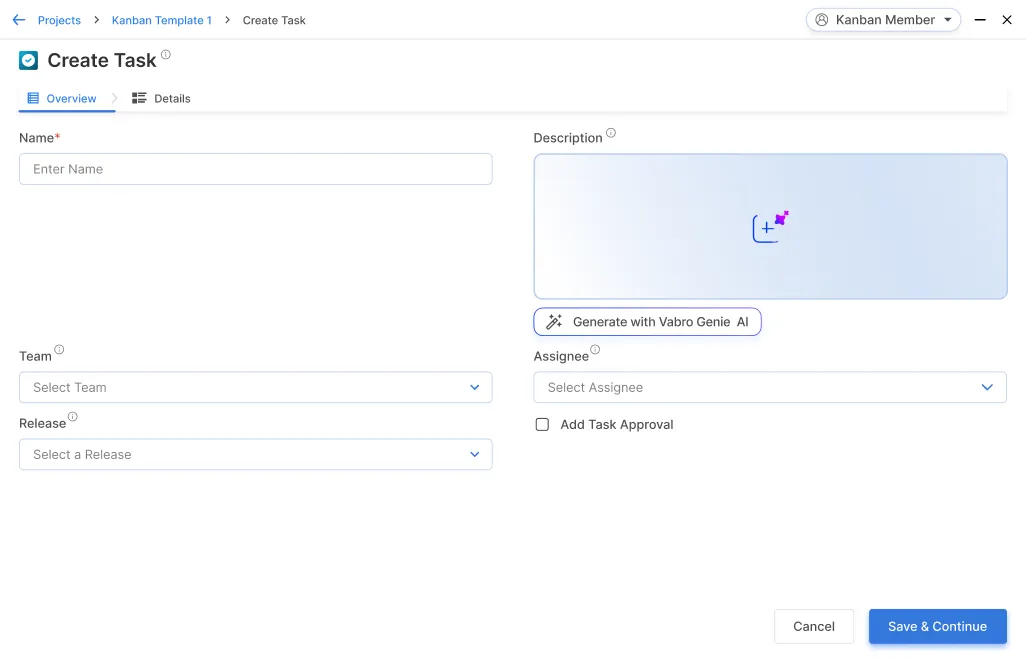 Projects > Kanban Template 1 > Create Task
Kanban Member
Create Task
Overview
Details
Name*
Enter Name
Description
Generate with Vabro Genie AI
Team
Select Team
Assignee
Select Assignee
Release
Select a Release
Add Task Approval
Cancel
Save & Continue